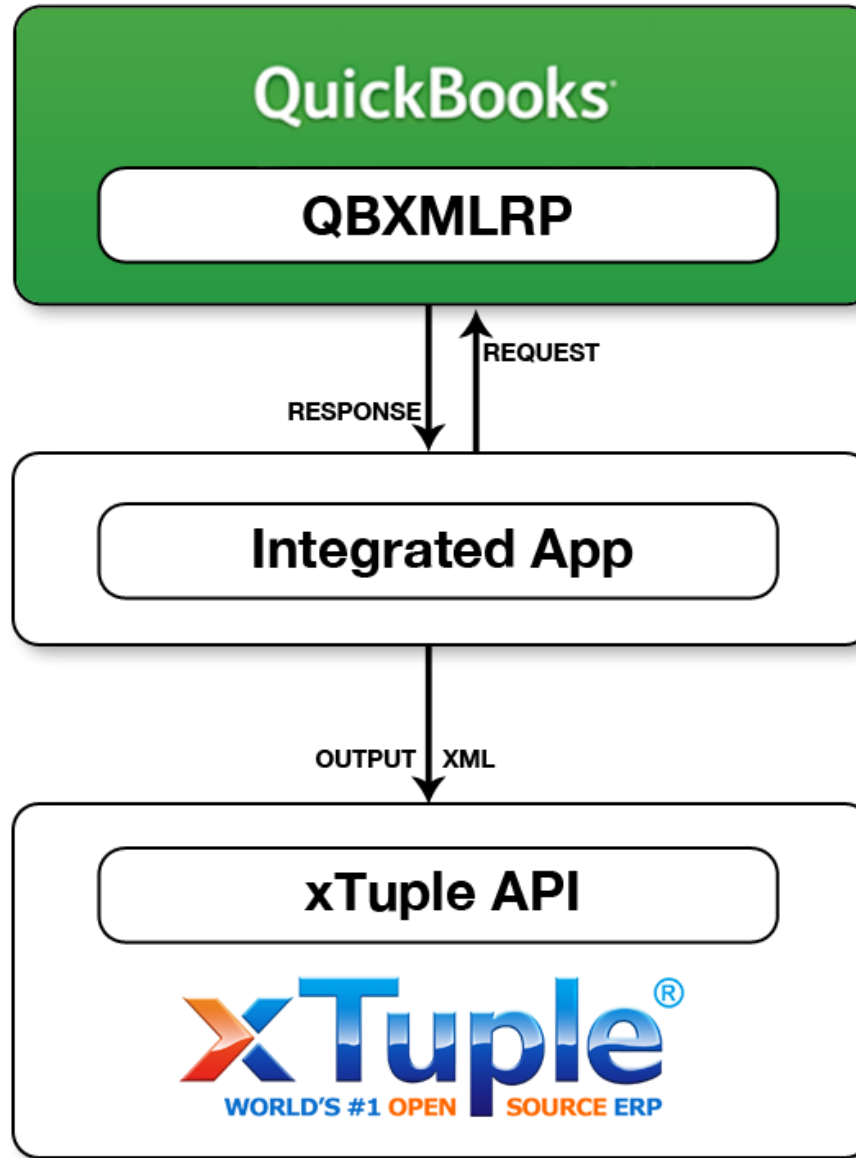 QuickBooks
QBXMLRP
REQUEST
RESPONSE
Integrated App
OUTPUT XML
xTuple API
xTuple®
WORLD'S #1 OPEN SOURCE ERP